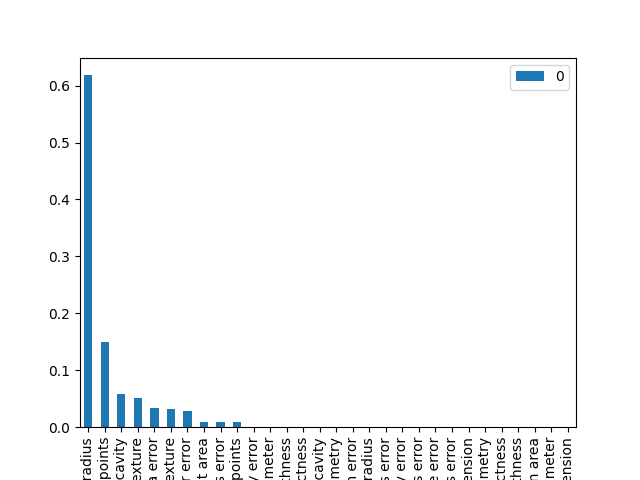 0
0.6
0.5
0.4
0.3
0.2
0.1
0.0
radius
points
cavity
exture
a error
exture
r error
t area
s error
points
y error
meter
thness
ctness
cavity
metry
n error
radius
s error
y error
s error
e error
s error
ension
metry
ctness
thness
n area
meter
ension